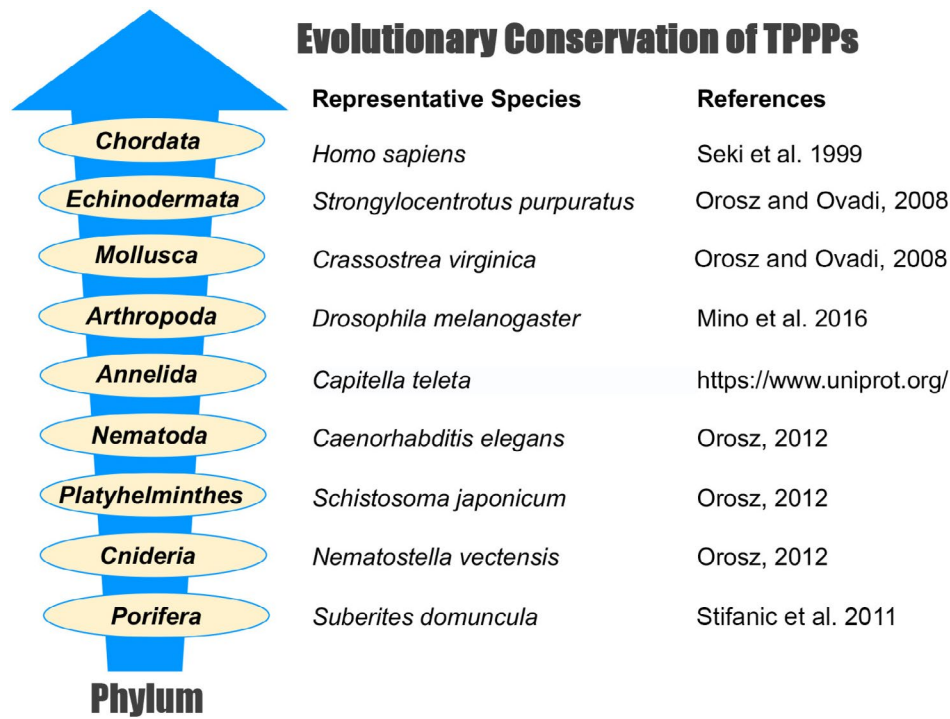 Evolutionary Conservation of TPPPs
Representative Species References
Chordata Homo sapiens Seki et al. 1999
Echinodermata Strongylocentrotus purpuratus Orosz and Ovadi, 2008
Mollusca Crassostrea virginica Orosz and Ovadi, 2008
Arthropoda Drosophila melanogaster Mino et al. 2016
Annelida Capitella teleta https://www.uniprot.org/
Nematoda Caenorhabditis elegans Orosz, 2012
Platyhelminthes Schistosoma japonicum Orosz, 2012
Cnideria Nematostella vectensis Orosz, 2012
Porifera Suberites domuncula Stifanic et al. 2011
Phylum